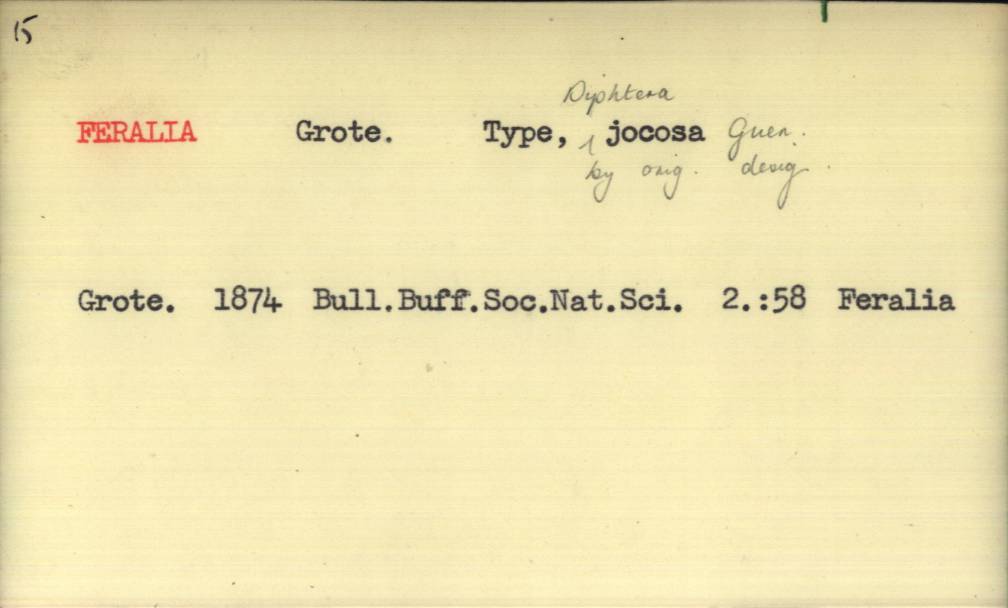 15
Diphtera
FERALIA Grote. Type, jocosa Guen.
by orig. desig.
Grote. 1874 Bull.Buff.Soc.Nat.Sci. 2.:58 Feralia